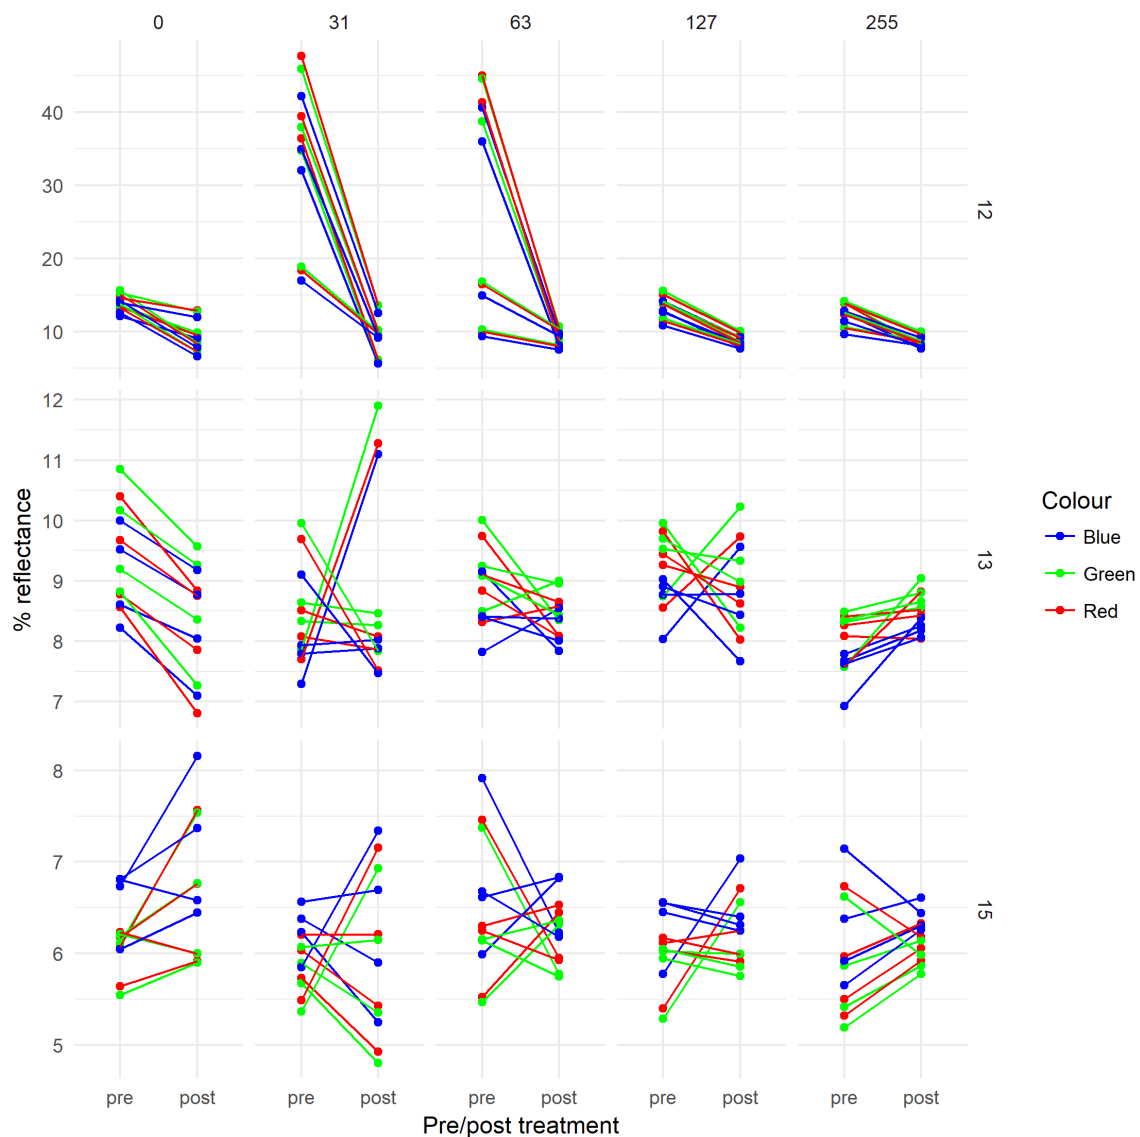 0 31 63 127 255
40
30
20
10
12
12
11
10
9
8
7
13
8
7
6
5
15
% reflectance
pre post pre post pre post pre post pre post
Pre/post treatment
Colour
Blue
Green
Red